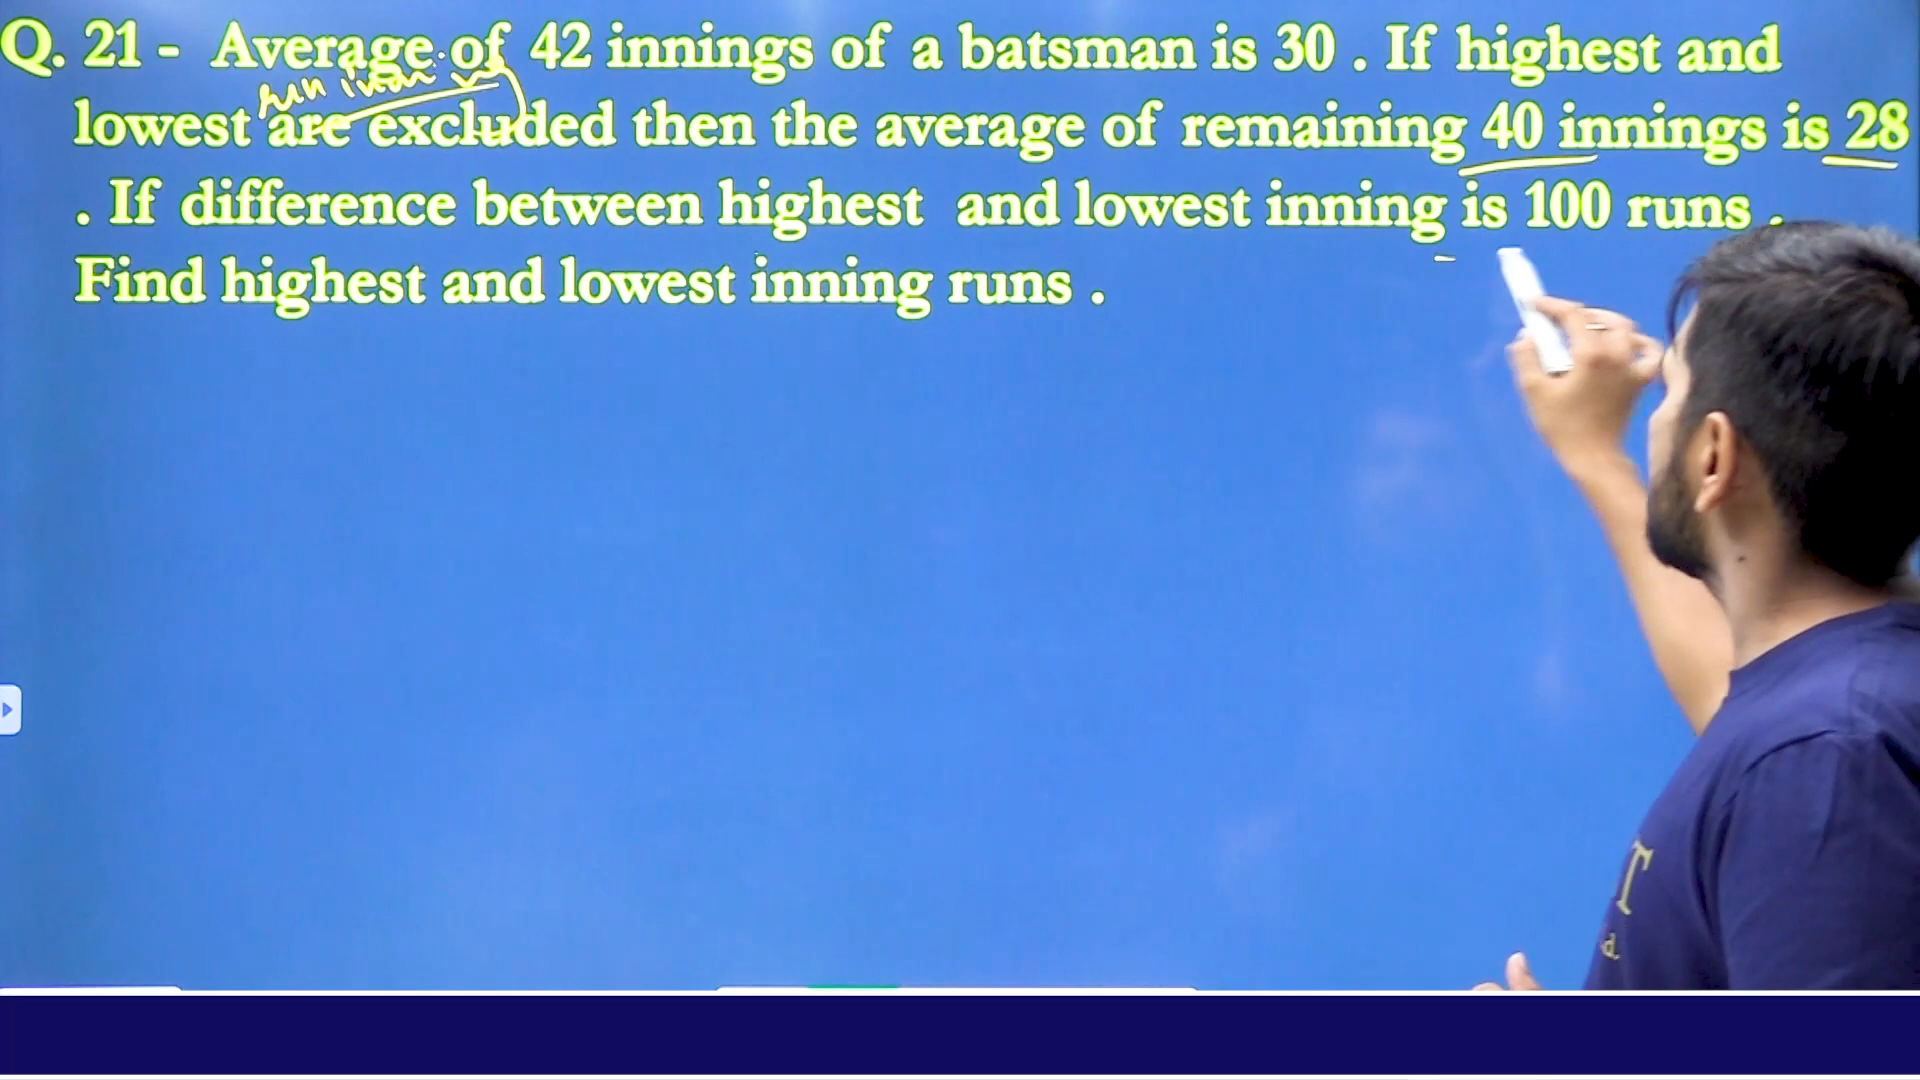 Q. 21 - Average of 42 innings of a batsman is 30 . If highest and
lowest are excluded then the average of remaining 40 innings is 28
. If difference between highest and lowest inning is 100 runs .
Find highest and lowest inning runs .
run
T
d.